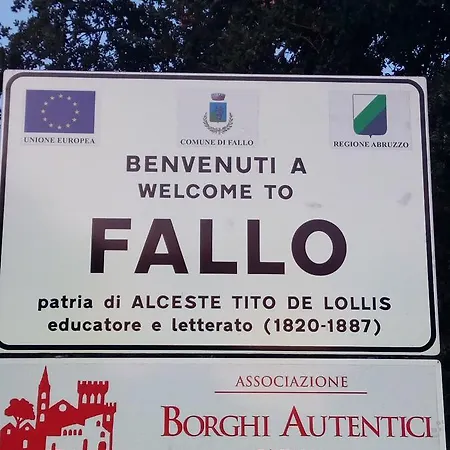 UNIONE EUROPEA
COMUNE DI FALLO
REGIONE ABRUZZO
BENVENUTI A
WELCOME TO
FALLO
patria di ALCESTE TITO DE LOLLIS
educatore e letterato (1820-1887)
ASSOCIAZIONE
BORGHI AUTENTICI